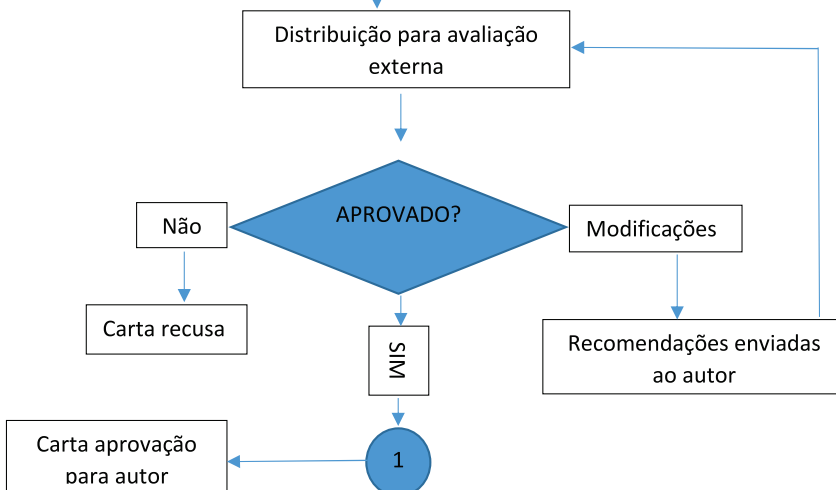 Distribuição para avaliação
externa
APROVADO?
Não
Modificações
Carta recusa
SIM
Recomendações enviadas
ao autor
Carta aprovação
para autor
1